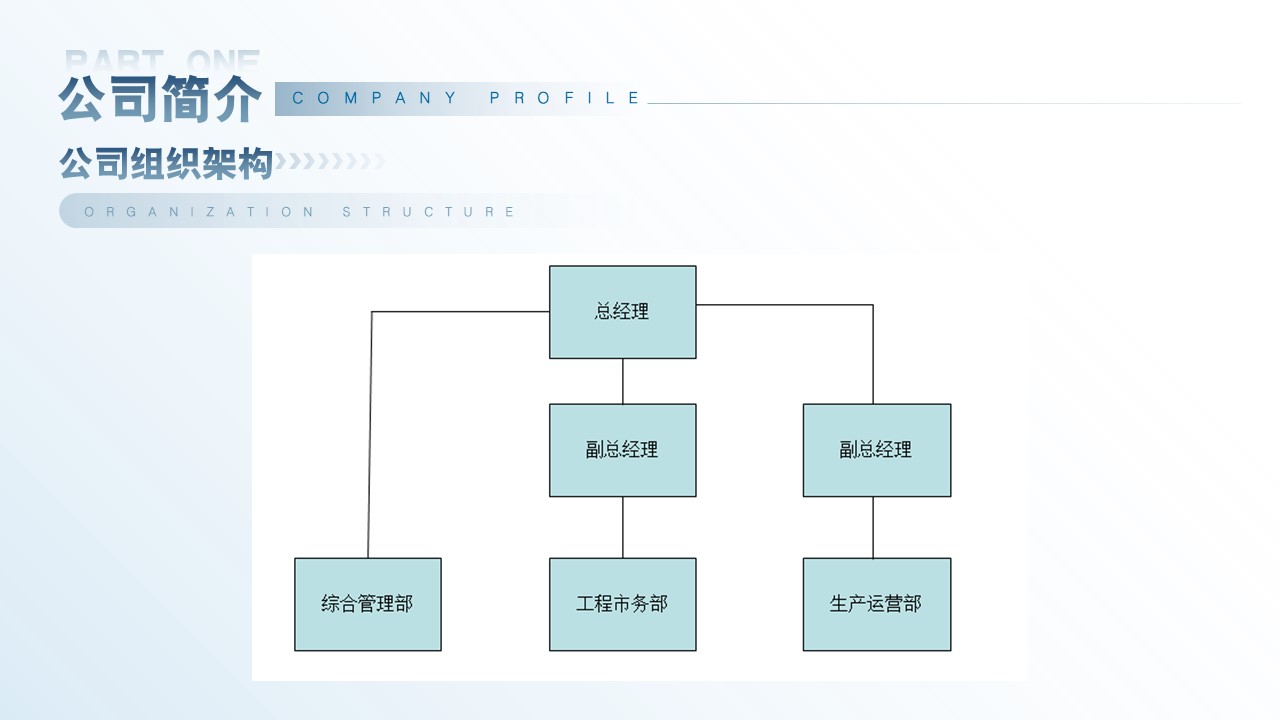 PART ONE
公司简介
COMPANY PROFILE
公司组织架构
ORGANIZATION STRUCTURE
总经理
副总经理
副总经理
综合管理部
工程市务部
生产运营部